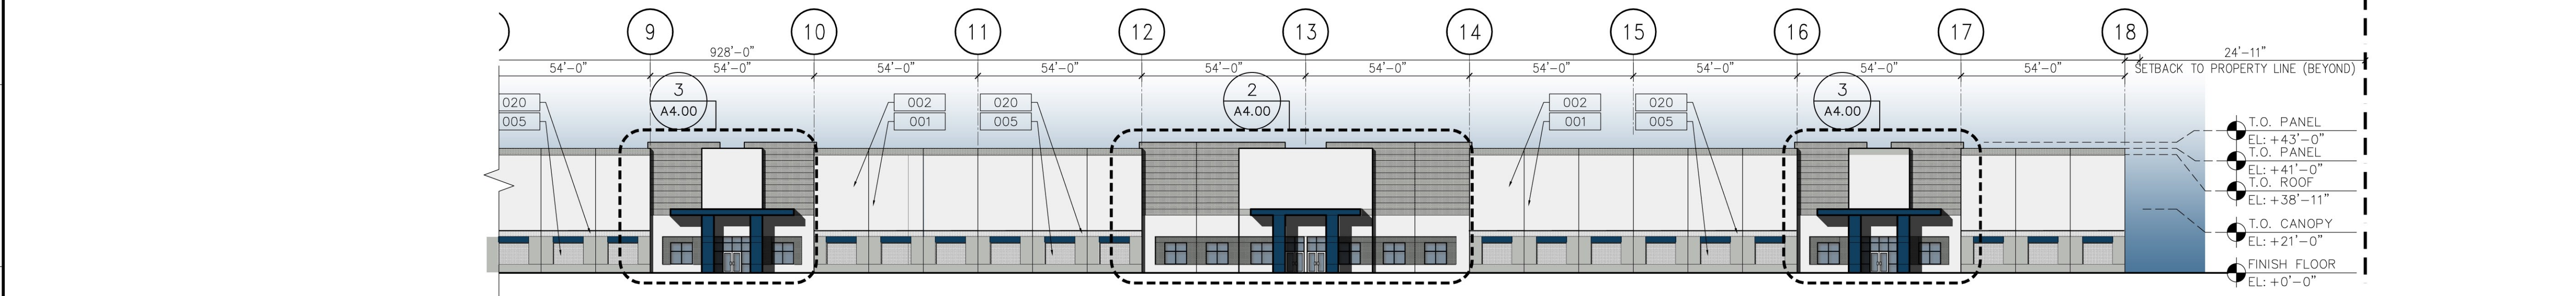 9 10 11 12 13 14 15 16 17 18
928'-0" 24'-11"
54'-0" 54'-0" 54'-0" 54'-0" 54'-0" 54'-0" 54'-0" 54'-0" 54'-0" 54'-0" SETBACK TO PROPERTY LINE (BEYOND)
3 2 3
A4.00 A4.00 A4.00
020 002 020 002 020
005 001 005 001 005
T.O. PANEL
EL: +43'-0"
T.O. PANEL
EL: +41'-0"
T.O. ROOF
EL: +38'-11"
T.O. CANOPY
EL: +21'-0"
FINISH FLOOR
EL: +0'-0"